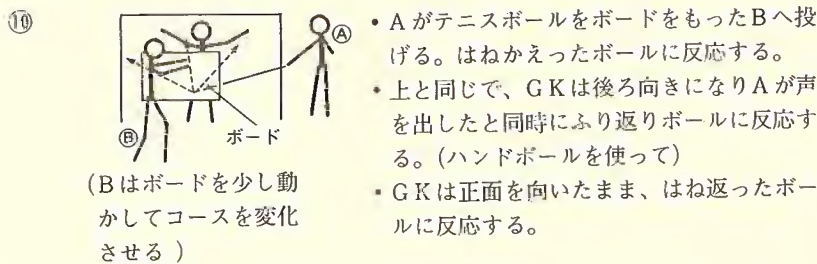 ⑩
Ⓐ
Ⓑ
ボード
(Bはボードを少し動
かしてコースを変化
させる )
• Aがテニスボールをボードをもった Bへ投
げる。はねかえったボールに反応する。
• 上と同じで、GKは後ろ向きになりAが声
を出したと同時にふり返りボールに反応す
る。(ハンドボールを使って)
• GKは正面を向いたまま、はね返ったボー
ルに反応する。